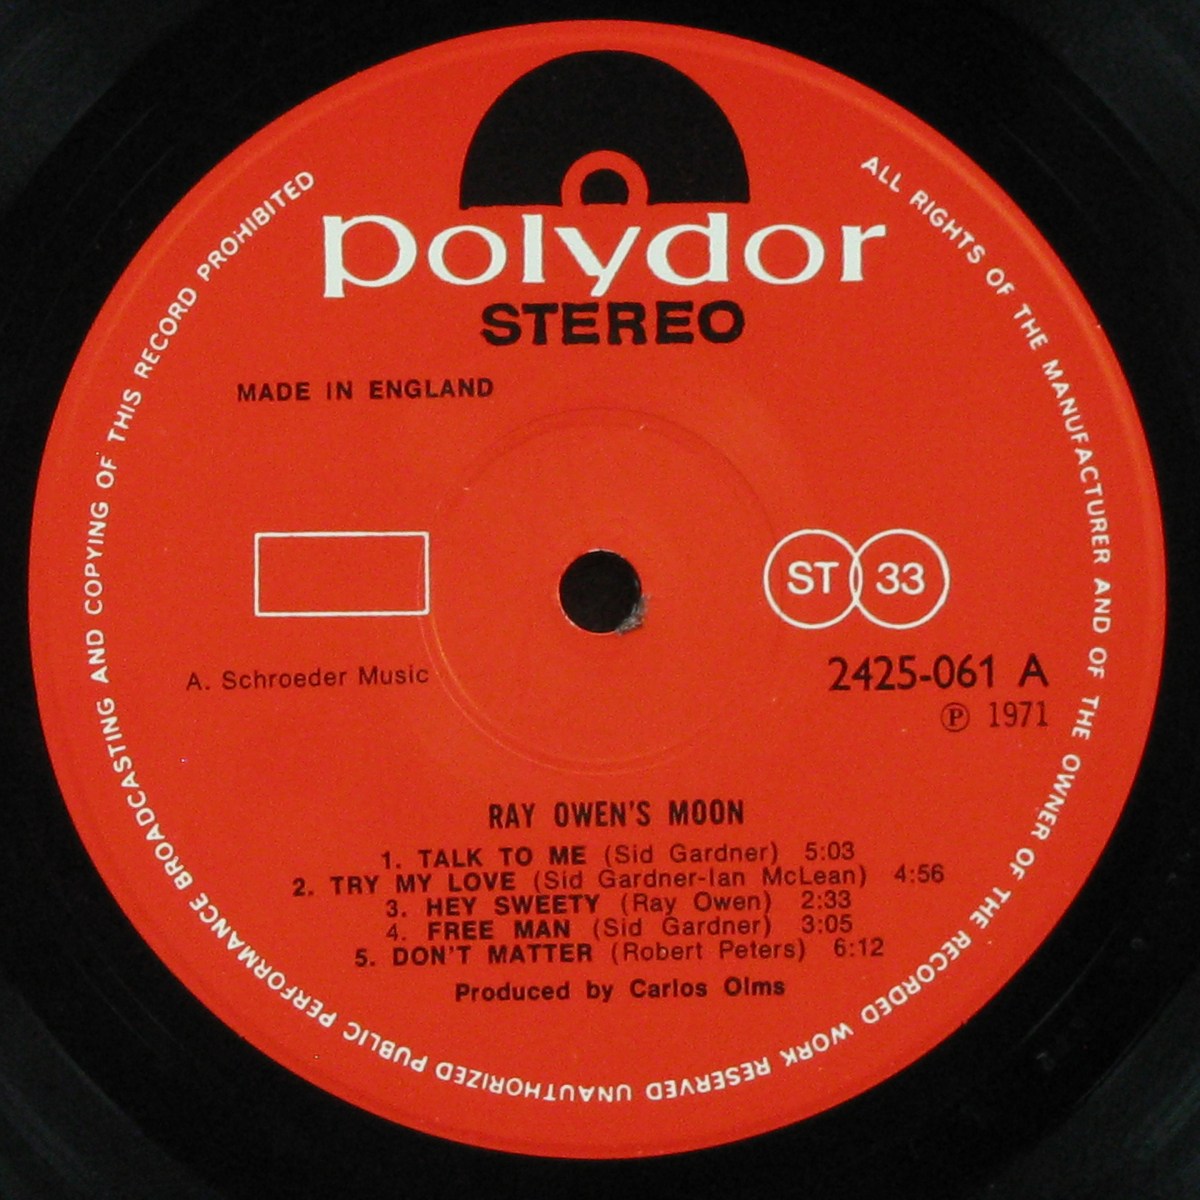 polydor
STEREO
MADE IN ENGLAND
ST 33
A. Schroeder Music
2425-061 A
℗ 1971
RAY OWEN'S MOON
1. TALK TO ME (Sid Gardner) 5:03
2. TRY MY LOVE (Sid Gardner-Ian McLean) 4:56
3. HEY SWEETY (Ray Owen) 2:33
4. FREE MAN (Sid Gardner) 3:05
5. DON'T MATTER (Robert Peters) 6:12
Produced by Carlos Olms
ALL RIGHTS OF THE MANUFACTURER AND OF THE OWNER OF THE RECORDED WORK RESERVED UNAUTHORIZED PUBLIC PERFORMANCE BROADCASTING AND COPYING OF THIS RECORD PROHIBITED